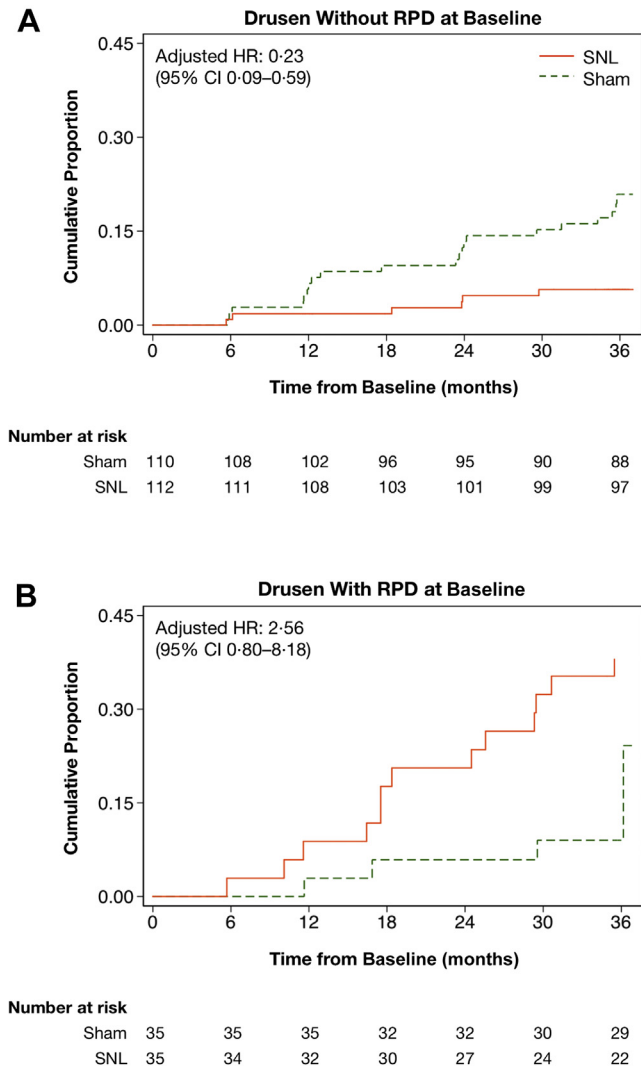 A
Drusen Without RPD at Baseline
0.45
0.30
0.15
0.00
Cumulative Proportion
Adjusted HR: 0·23
(95% CI 0·09–0·59)
SNL
Sham
0 6 12 18 24 30 36
Time from Baseline (months)
Number at risk
Sham 110 108 102 96 95 90 88
SNL 112 111 108 103 101 99 97
B
Drusen With RPD at Baseline
0.45
0.30
0.15
0.00
Cumulative Proportion
Adjusted HR: 2·56
(95% CI 0·80–8·18)
0 6 12 18 24 30 36
Time from Baseline (months)
Number at risk
Sham 35 35 35 32 32 30 29
SNL 35 34 32 30 27 24 22